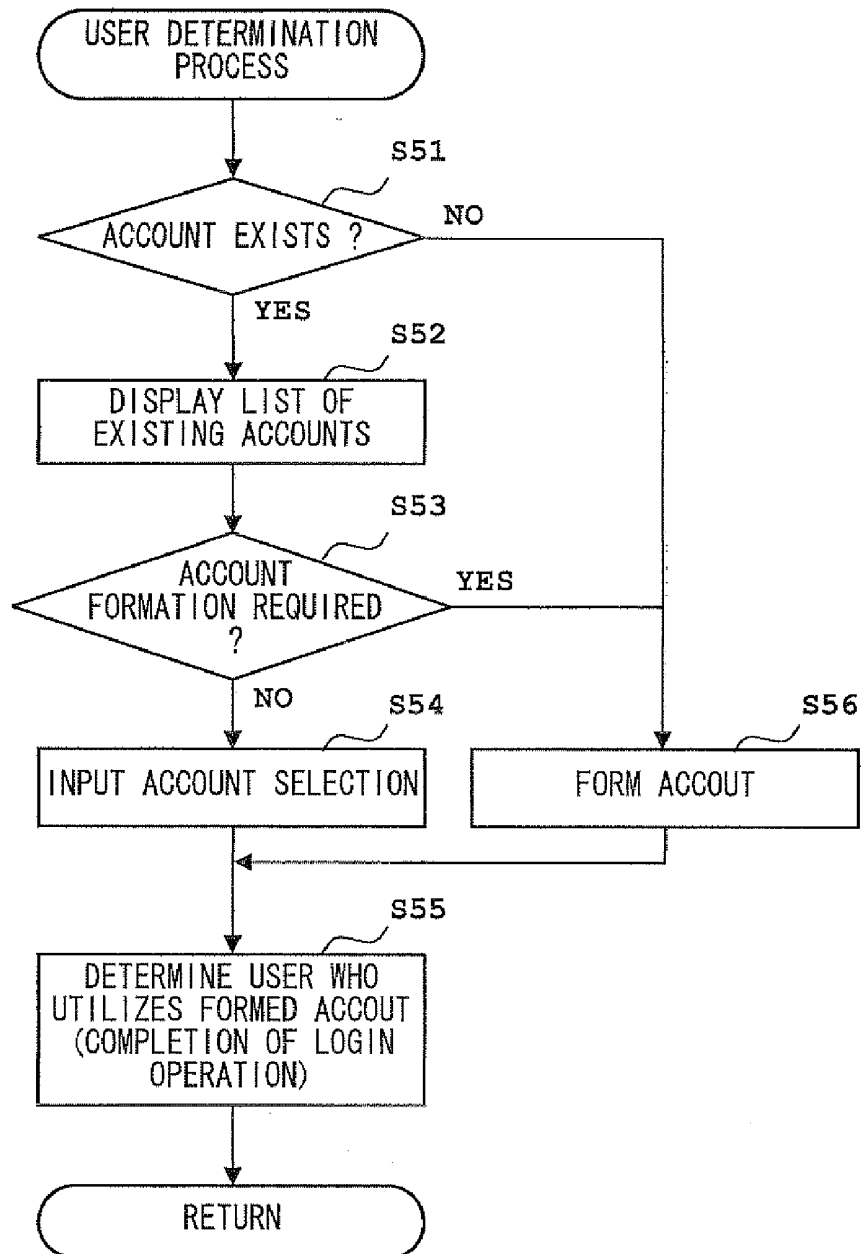 USER DETERMINATION
PROCESS
S51
ACCOUNT EXISTS ?
NO
YES
S52
DISPLAY LIST OF
EXISTING ACCOUNTS
S53
ACCOUNT
FORMATION REQUIRED
?
YES
NO
S54
INPUT ACCOUNT SELECTION
S56
FORM ACCOUT
S55
DETERMINE USER WHO
UTILIZES FORMED ACCOUT
(COMPLETION OF LOGIN
OPERATION)
RETURN